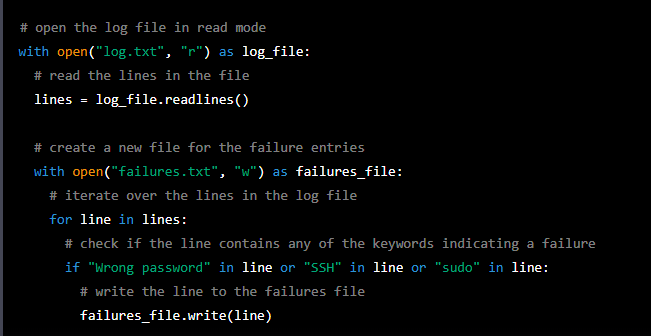 # open the log file in read mode
with open("log.txt", "r") as log_file:
# read the lines in the file
lines = log_file.readlines()
# create a new file for the failure entries
with open("failures.txt", "w") as failures_file:
# iterate over the lines in the log file
for line in lines:
# check if the line contains any of the keywords indicating a failure
if "Wrong password" in line or "SSH" in line or "sudo" in line:
# write the line to the failures file
failures_file.write(line)